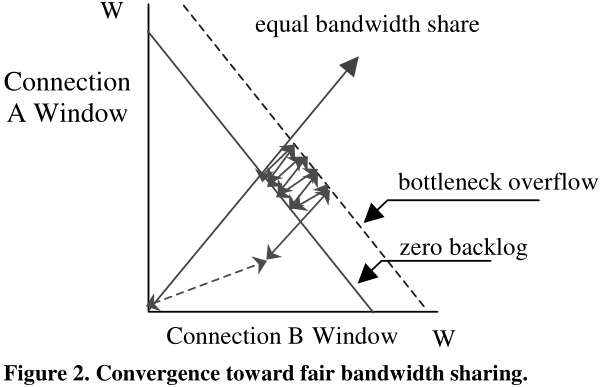 W
equal bandwidth share
Connection
A Window
bottleneck overflow
zero backlog
Connection B Window
W
Figure 2. Convergence toward fair bandwidth sharing.